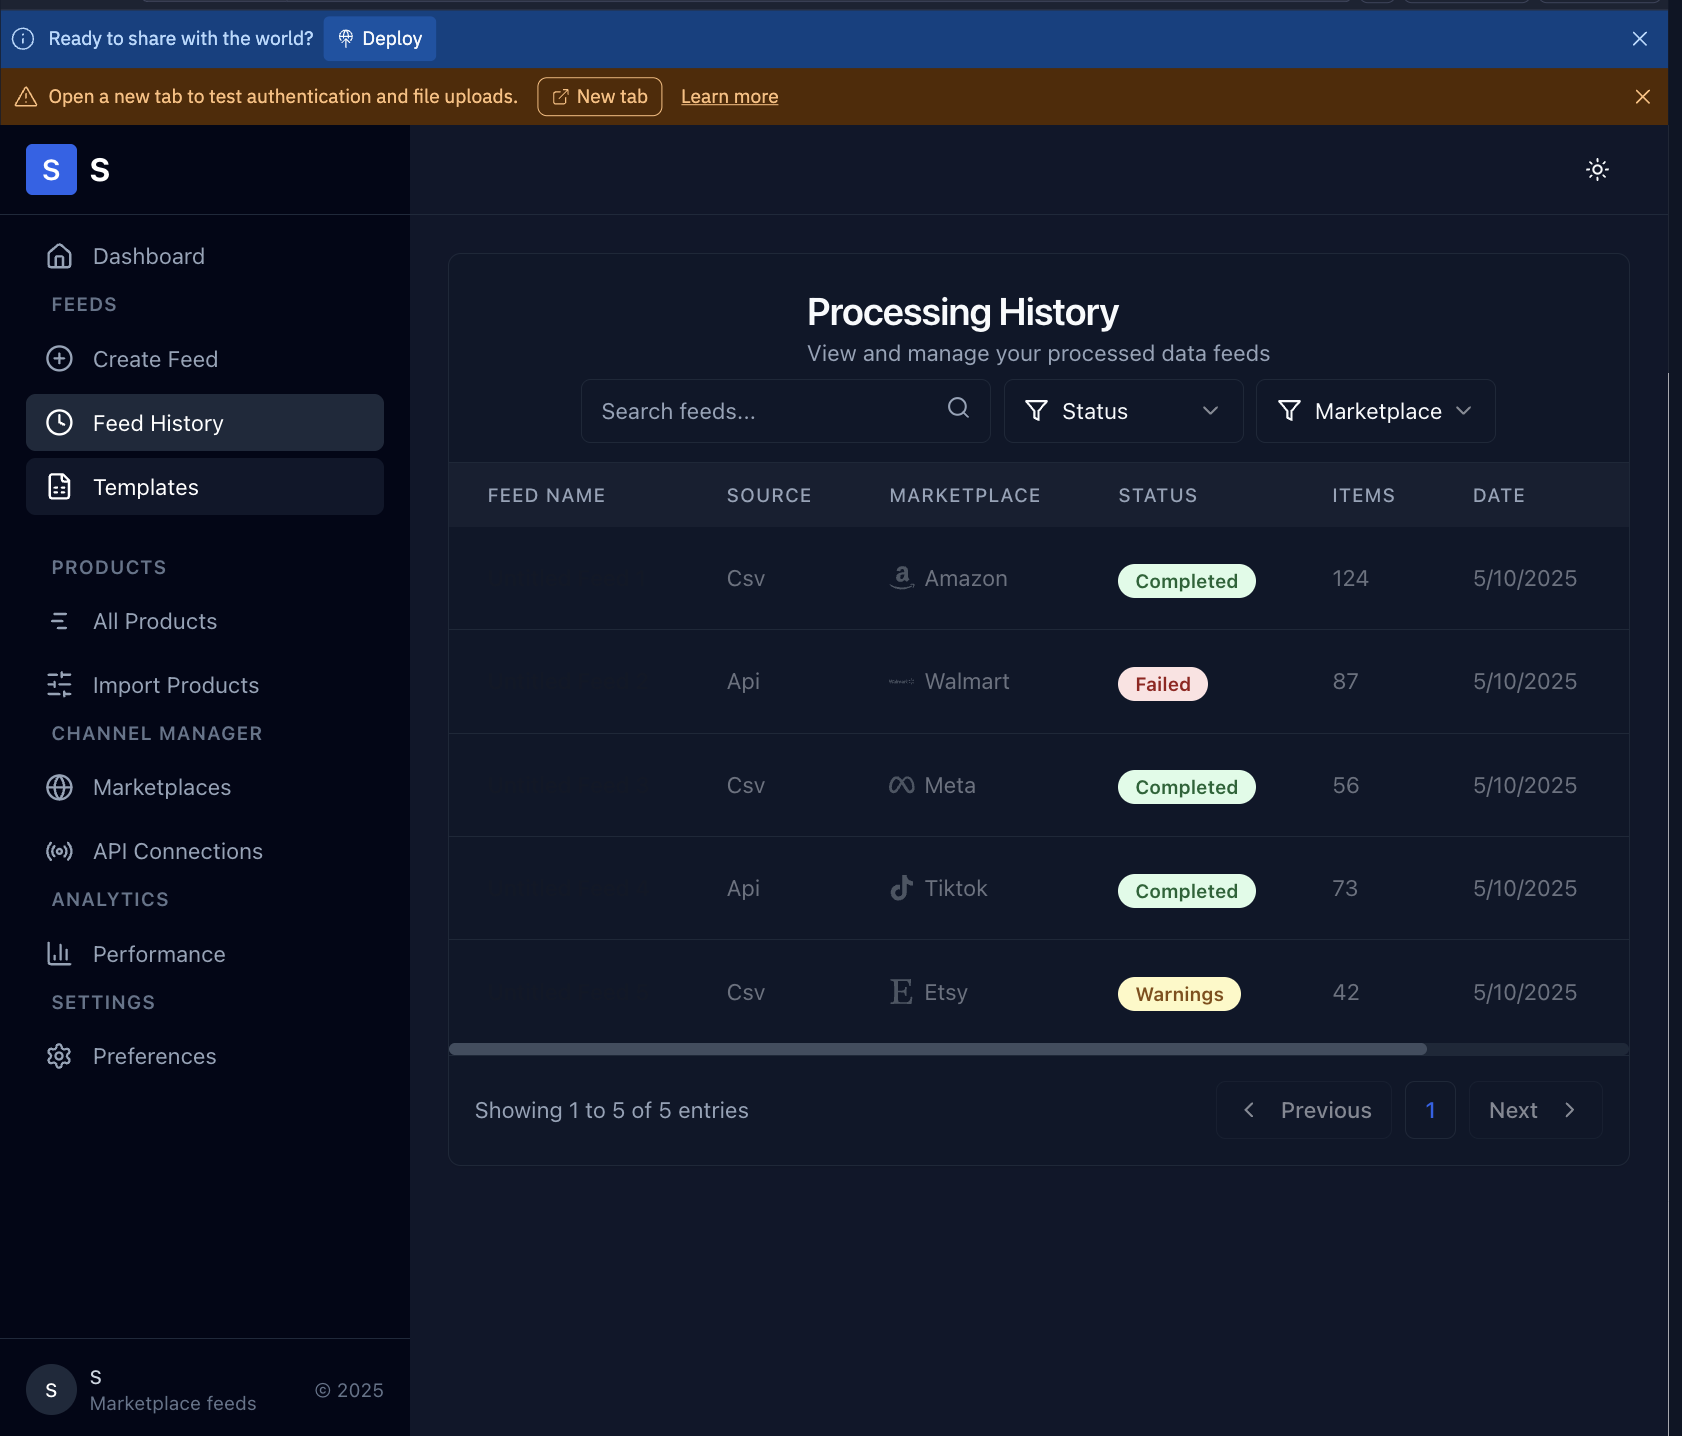 Ready to share with the world? Deploy
Open a new tab to test authentication and file uploads. New tab Learn more
S S
Dashboard
FEEDS
Create Feed
Feed History
Templates
PRODUCTS
All Products
Import Products
CHANNEL MANAGER
Marketplaces
API Connections
ANALYTICS
Performance
SETTINGS
Preferences
S S
Marketplace feeds
© 2025
Processing History
View and manage your processed data feeds
Search feeds... Status Marketplace
FEED NAME SOURCE MARKETPLACE STATUS ITEMS DATE
Csv Amazon Completed 124 5/10/2025
Api Walmart Failed 87 5/10/2025
Csv Meta Completed 56 5/10/2025
Api Tiktok Completed 73 5/10/2025
Csv Etsy Warnings 42 5/10/2025
Showing 1 to 5 of 5 entries Previous 1 Next